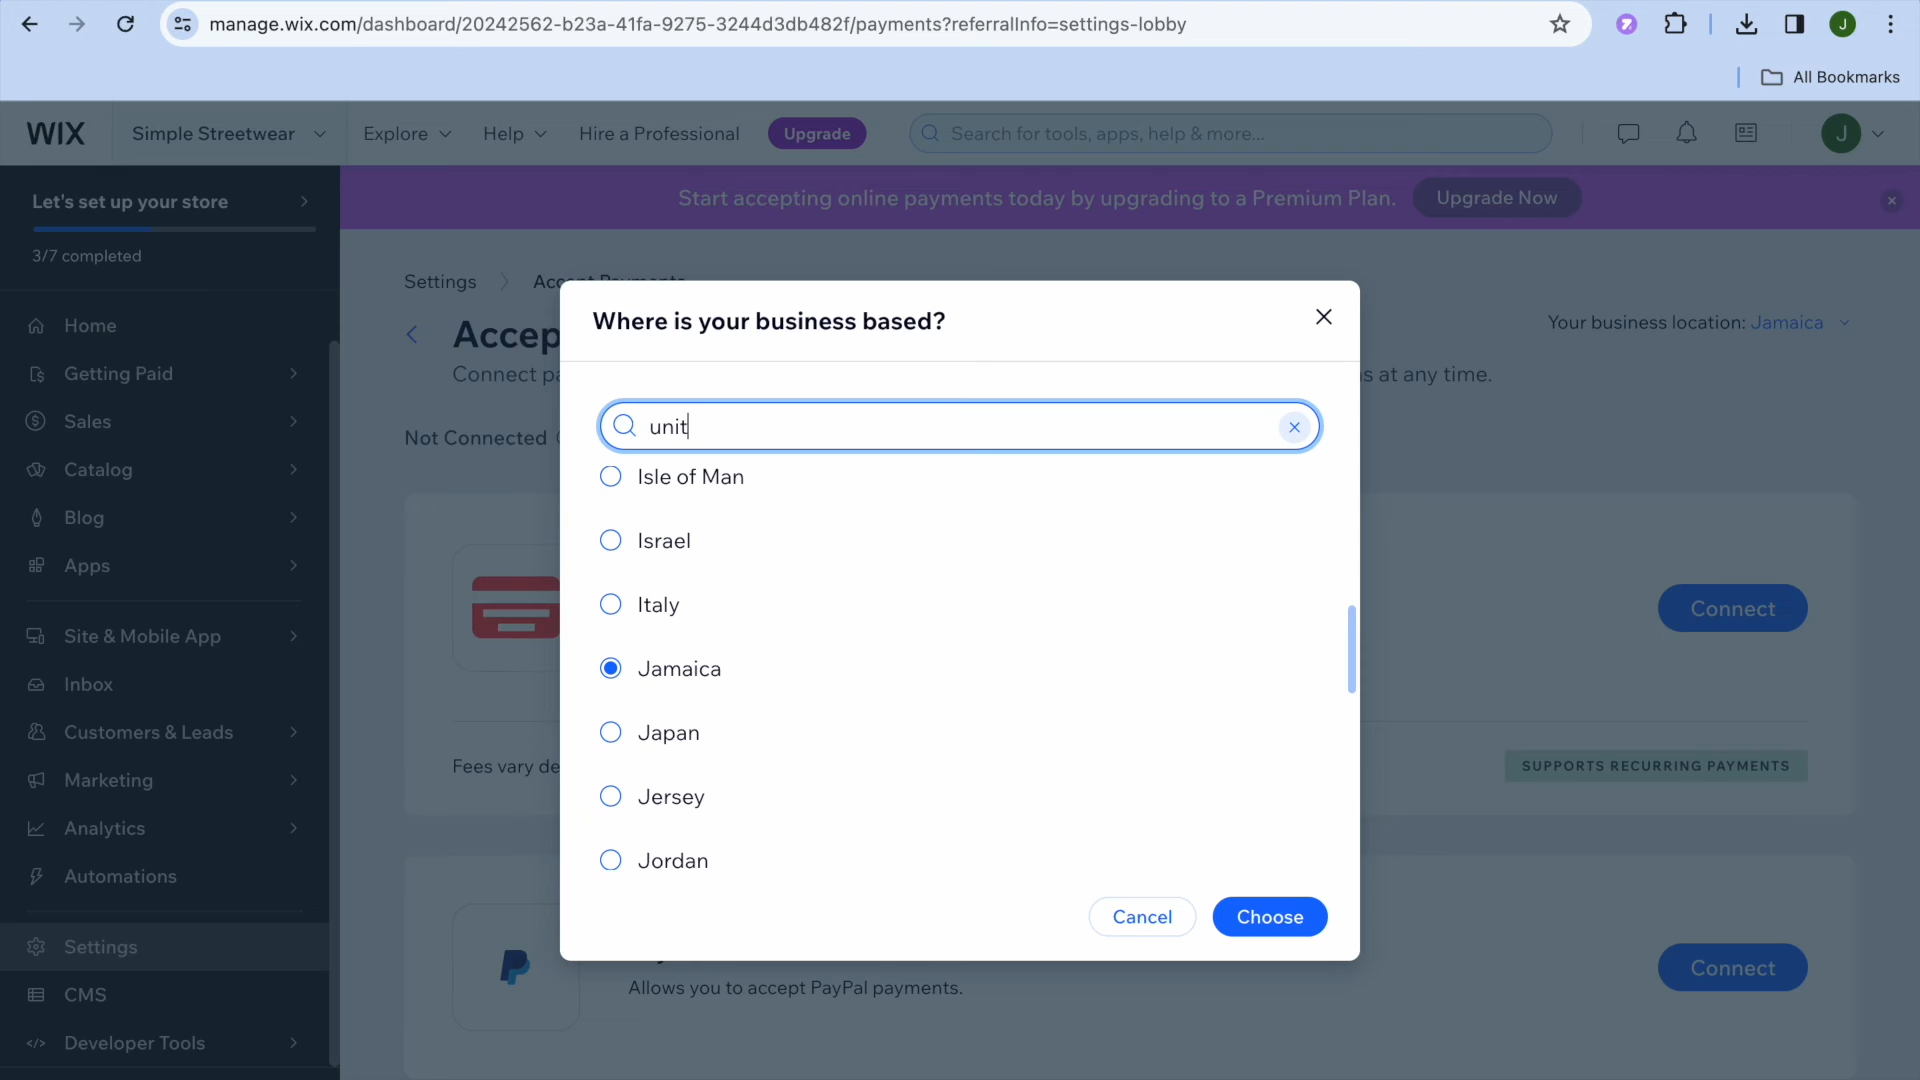 manage.wix.com/dashboard/20242562-b23a-41fa-9275-3244d3db482f/payments?referralInfo=settings-lobby
J
All Bookmarks
WIX
Simple Streetwear
Explore
Help
Hire a Professional
Upgrade
Search for tools, apps, help & more...
J
Let's set up your store
3/7 completed
Start accepting online payments today by upgrading to a Premium Plan.
Upgrade Now
Home
Getting Paid
Sales
Catalog
Blog
Apps
Site & Mobile App
Inbox
Customers & Leads
Marketing
Analytics
Automations
Settings
CMS
Developer Tools
Settings
Accept Payments
Accep
Your business location: Jamaica
Connect pa
s at any time.
Not Connected
Where is your business based?
unit
Isle of Man
Israel
Italy
Jamaica
Japan
Jersey
Jordan
Cancel
Choose
Connect
Fees vary de
SUPPORTS RECURRING PAYMENTS
Connect
Allows you to accept PayPal payments.